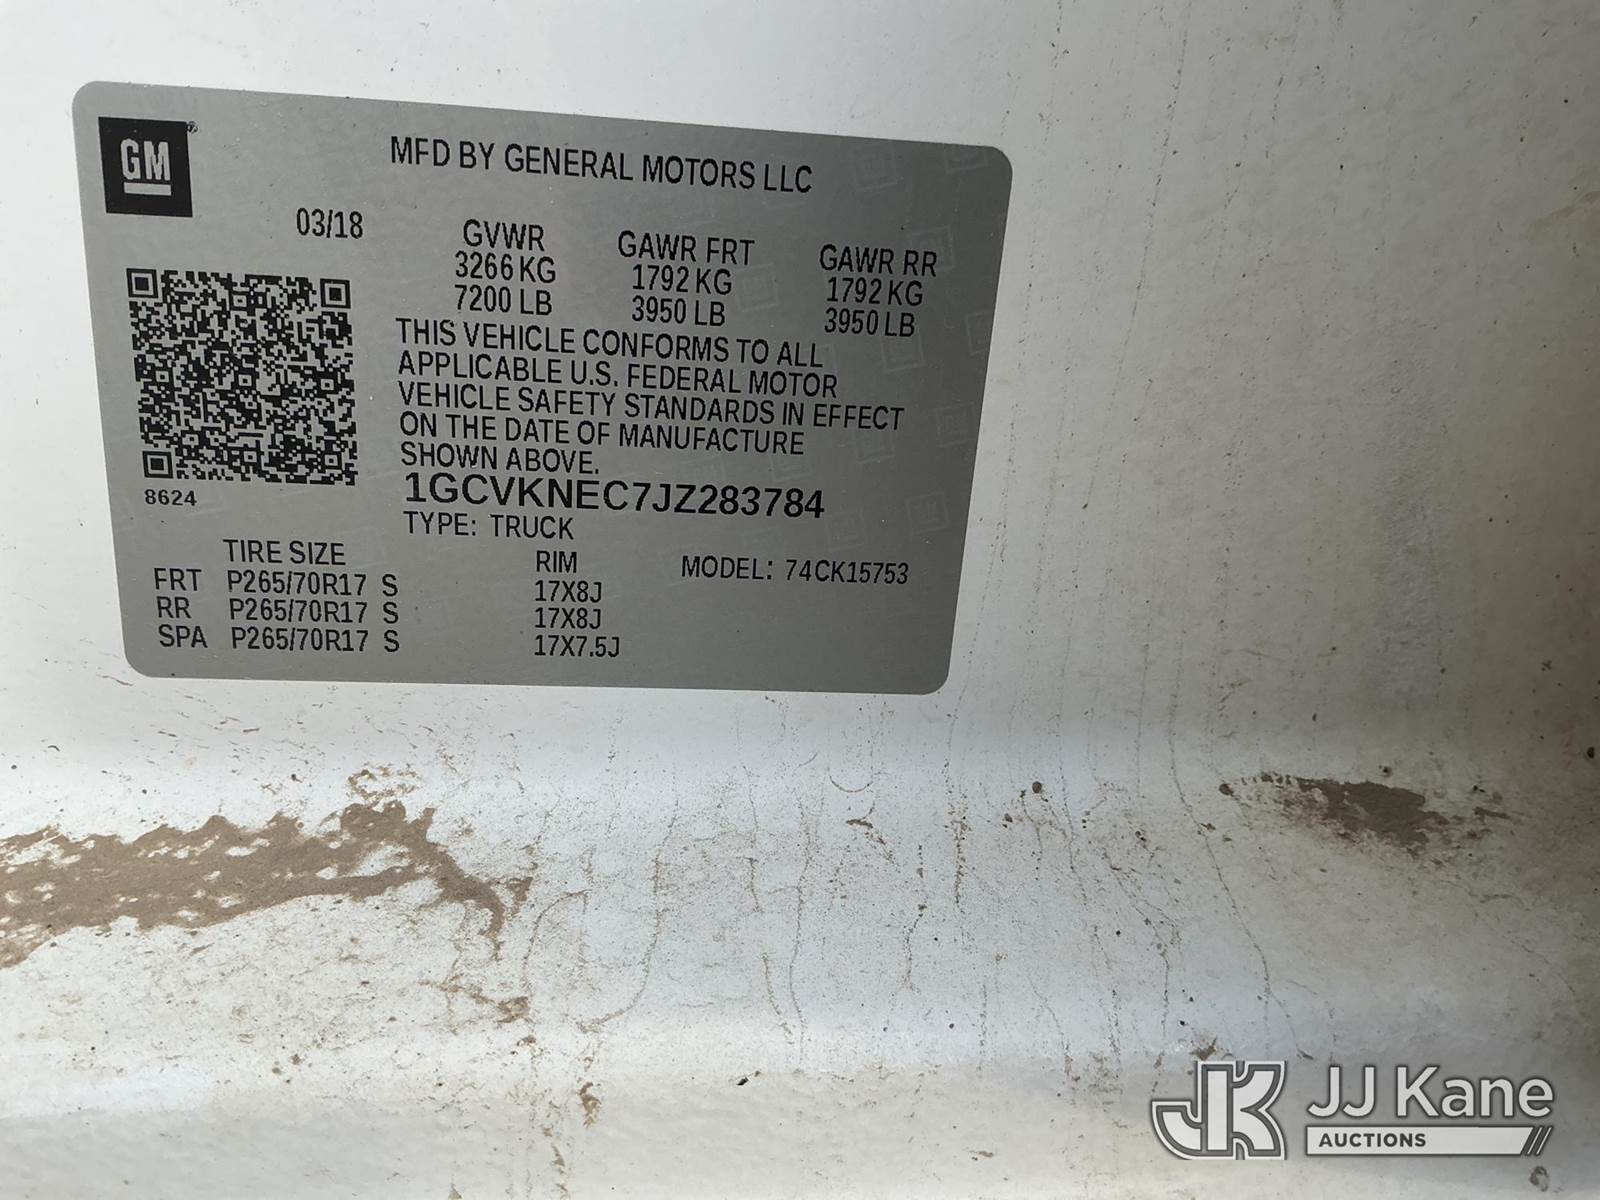 GM
MFD BY GENERAL MOTORS LLC
03/18
GVWR GAWR FRT GAWR RR
3266 KG 1792 KG 1792 KG
7200 LB 3950 LB 3950 LB
THIS VEHICLE CONFORMS TO ALL
APPLICABLE U.S. FEDERAL MOTOR
VEHICLE SAFETY STANDARDS IN EFFECT
ON THE DATE OF MANUFACTURE
SHOWN ABOVE.
8624
1GCVKNEC7JZ283784
TYPE: TRUCK
TIRE SIZE RIM MODEL: 74CK15753
FRT P265/70R17 S 17X8J
RR P265/70R17 S 17X8J
SPA P265/70R17 S 17X7.5J
JK JJ Kane
AUCTIONS